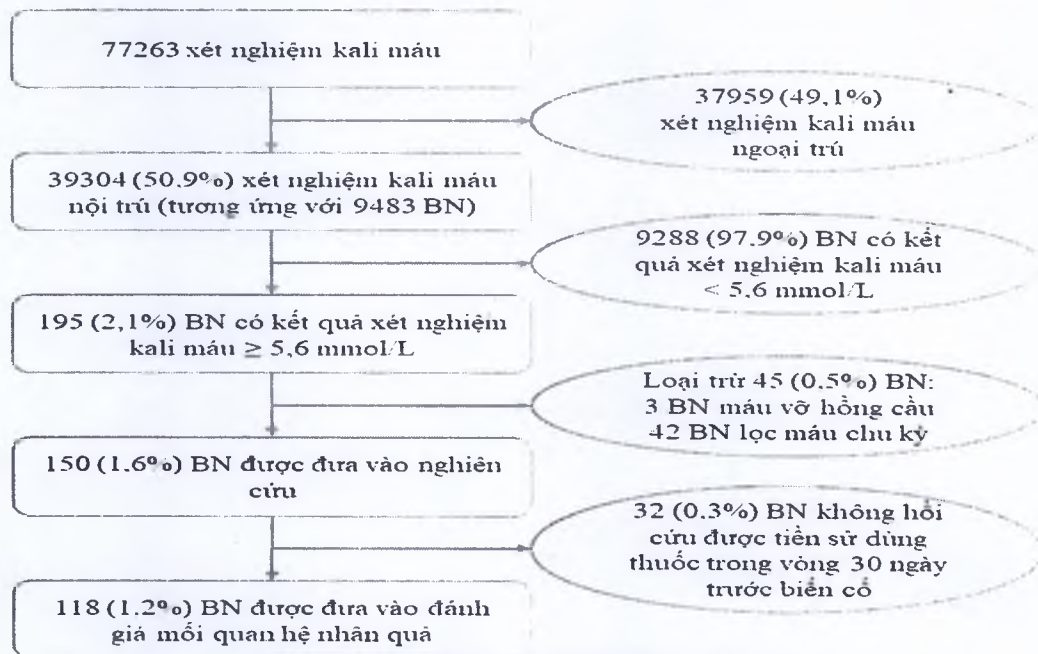 77263 xét nghiệm kali máu
37959 (49,1%)
xét nghiệm kali máu
ngoại trú
39304 (50.9%) xét nghiệm kali máu
nội trú (tương ứng với 9483 BN)
9288 (97.9%) BN có kết
quả xét nghiệm kali máu
< 5,6 mmol/L
195 (2,1%) BN có kết quả xét nghiệm
kali máu ≥ 5,6 mmol/L
Loại trừ 45 (0.5%) BN:
3 BN máu vỡ hồng cầu
42 BN lọc máu chu kỳ
150 (1.6%) BN được đưa vào nghiên
cứu
32 (0.3%) BN không hồi
cứu được tiền sử dùng
thuốc trong vòng 30 ngày
trước biến cố
118 (1.2%) BN được đưa vào đánh
giá mối quan hệ nhân quả